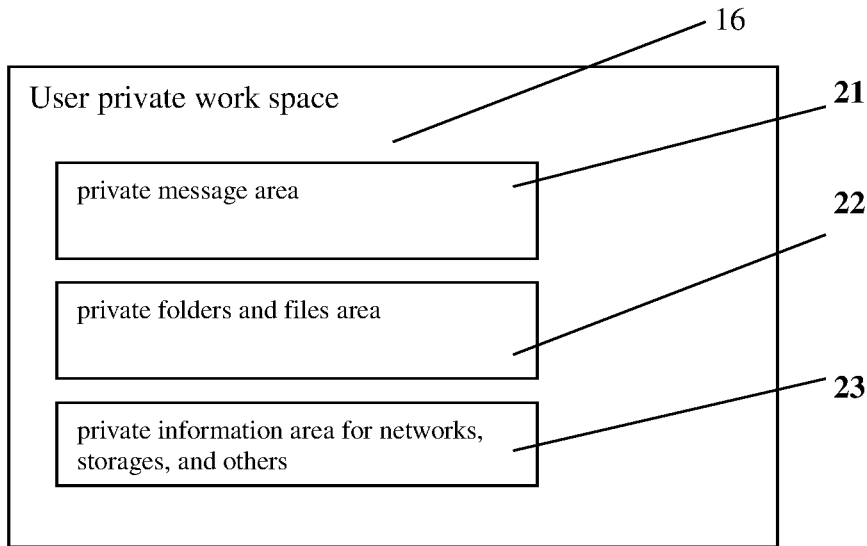 16
User private work space
21
private message area
22
private folders and files area
23
private information area for networks,
storages, and others